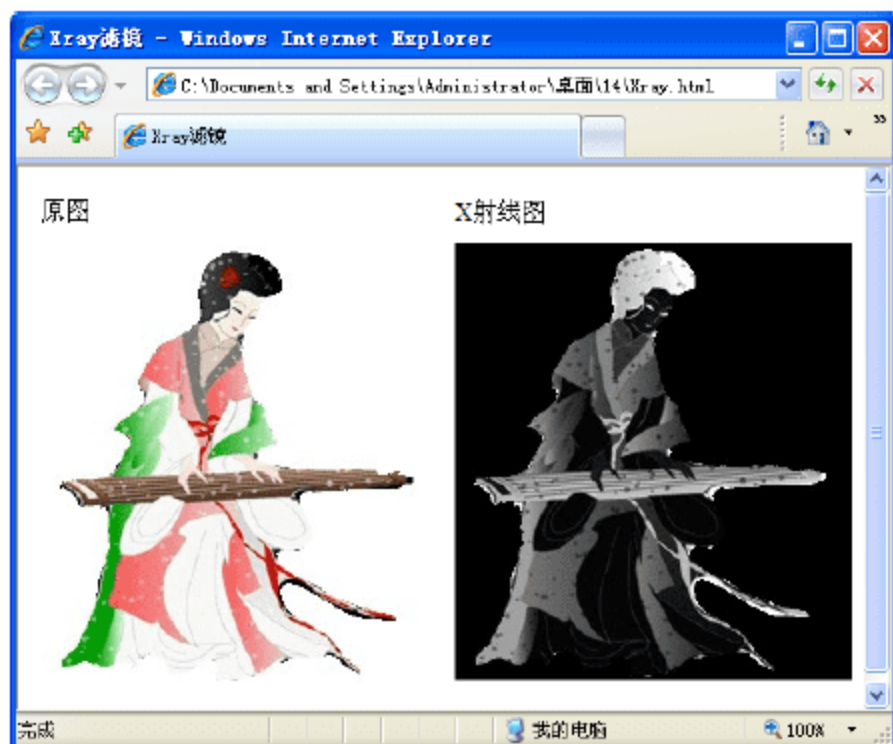 Xray滤镜 - Windows Internet Explorer
C:\Documents and Settings\Administrator\桌面\14\Xray.html
Xray滤镜
原图
X射线图
完成
我的电脑
100%